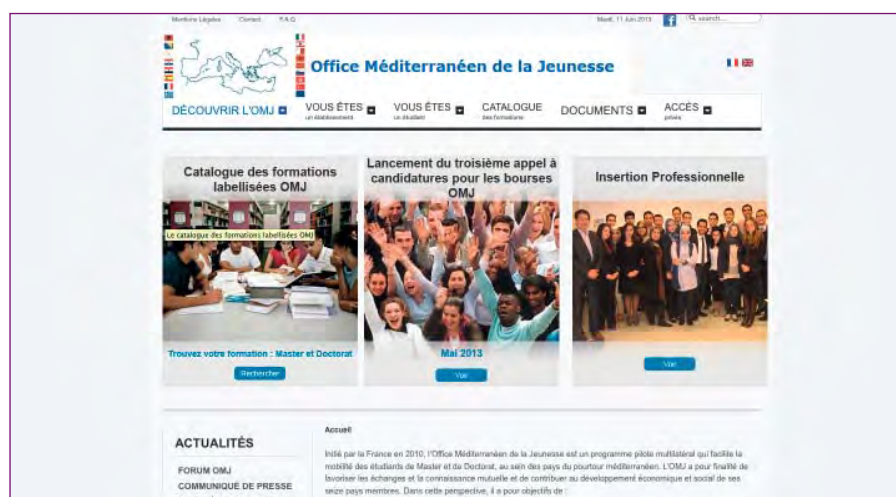 Mentions Légales Contact F.A.Q
Mardi, 11 Juin 2013
search...
Office Méditerranéen de la Jeunesse
DÉCOUVRIR L'OMJ
VOUS ÊTES
un établissement
VOUS ÊTES
un étudiant
CATALOGUE
des formations
DOCUMENTS
ACCÈS
privés
Catalogue des formations
labellisées OMJ
Le catalogue des formations labellisées OMJ
Trouvez votre formation : Master et Doctorat
Rechercher
Lancement du troisième appel à
candidatures pour les bourses
OMJ
Mai 2013
Voir
Insertion Professionnelle
Voir
ACTUALITÉS
FORUM OMJ
COMMUNIQUÉ DE PRESSE
Accueil
Initié par la France en 2010, l'Office Méditerranéen de la Jeunesse est un programme pilote multilatéral qui facilite la
mobilité des étudiants de Master et de Doctorat, au sein des pays du pourtour méditerranéen. L'OMJ a pour finalité de
favoriser les échanges et la connaissance mutuelle et de contribuer au développement économique et social de ses
seize pays membres. Dans cette perspective, il a pour objectifs de :